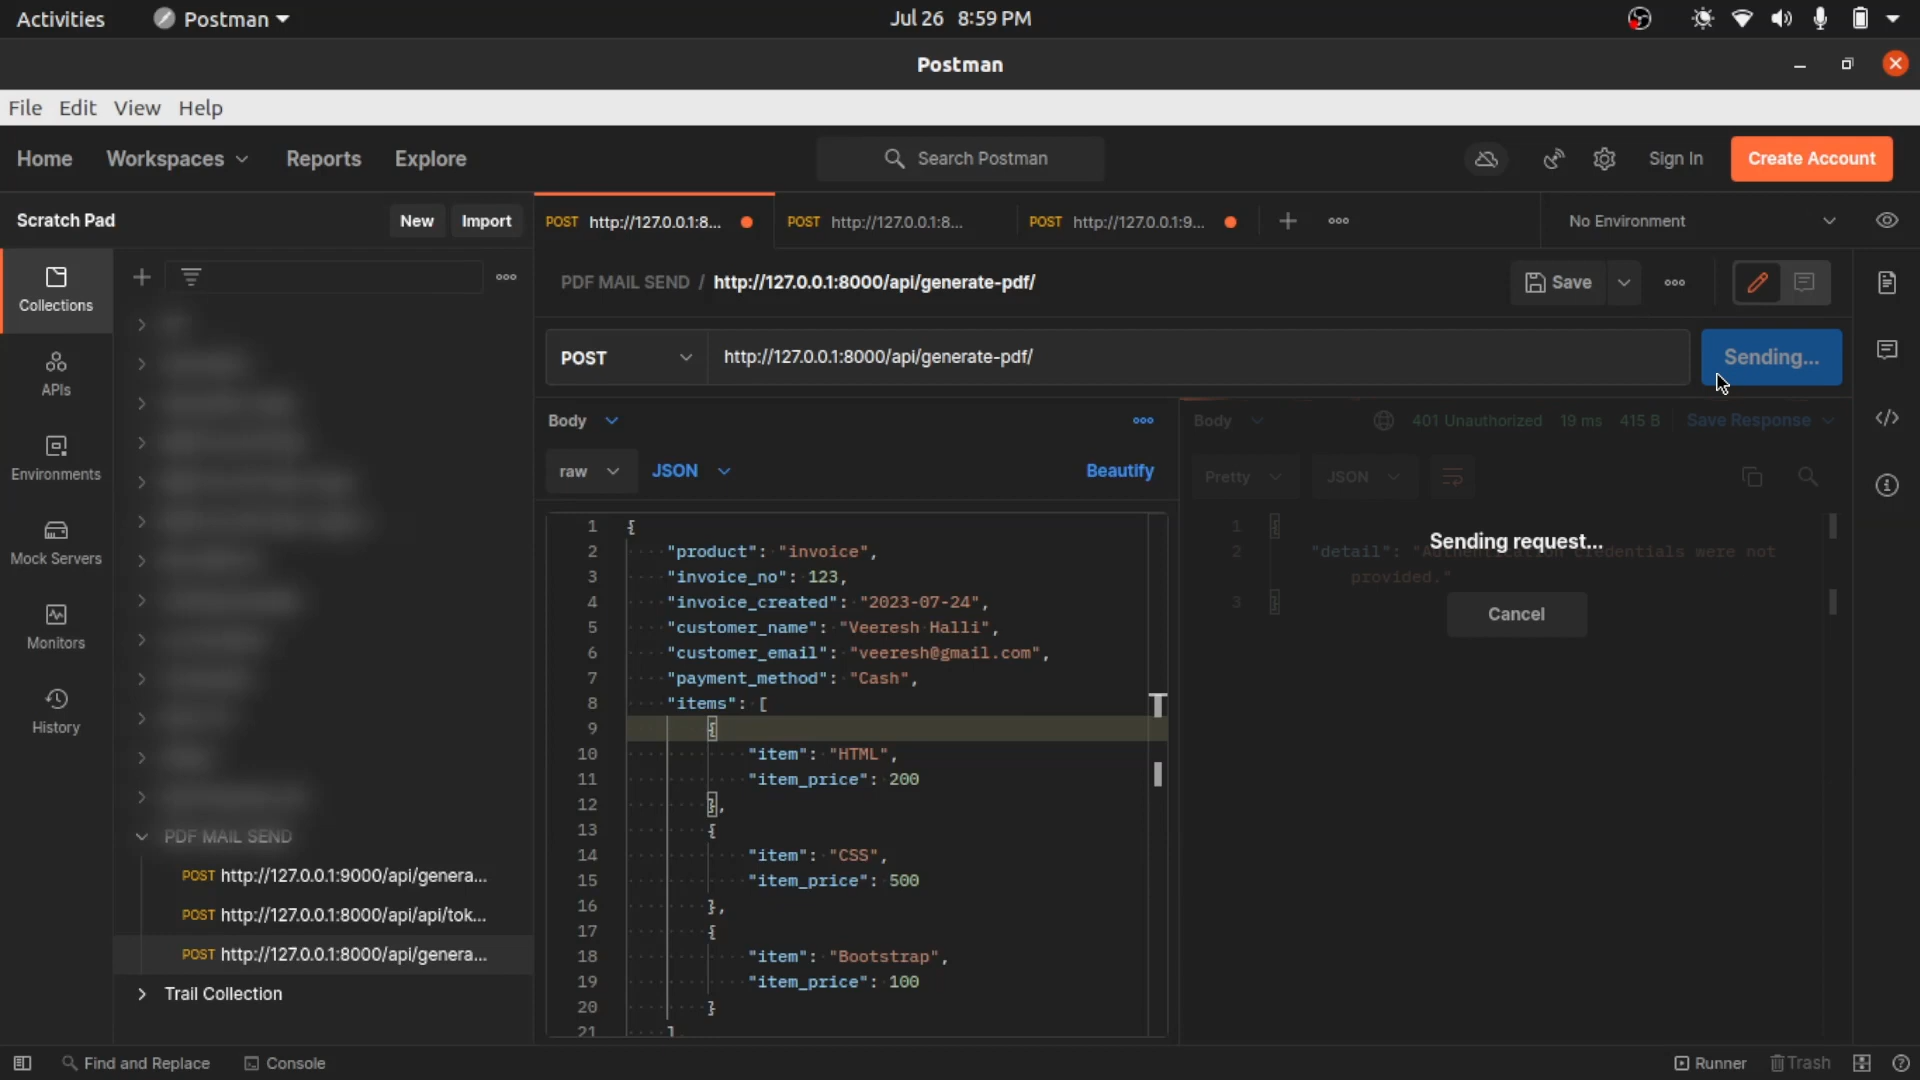 Activities Postman Jul 26 8:59 PM
Postman
File Edit View Help
Home Workspaces Reports Explore Search Postman Sign In Create Account
Scratch Pad New Import POST http://127.0.0.1:8... POST http://127.0.0.1:8... POST http://127.0.0.1:9... No Environment
Collections
APIs
Environments
Mock Servers
Monitors
History
PDF MAIL SEND
POST http://127.0.0.1:9000/api/genera...
POST http://127.0.0.1:8000/api/api/tok...
POST http://127.0.0.1:8000/api/genera...
Trail Collection
PDF MAIL SEND / http://127.0.0.1:8000/api/generate-pdf/ Save
POST http://127.0.0.1:8000/api/generate-pdf/ Sending...
Body
raw JSON Beautify
1 {
2 "product": "invoice",
3 "invoice_no": 123,
4 "invoice_created": "2023-07-24",
5 "customer_name": "Veeresh Halli",
6 "customer_email": "veeresh@gmail.com",
7 "payment_method": "Cash",
8 "items": [
9 {
10 "item": "HTML",
11 "item_price": 200
12 },
13 {
14 "item": "CSS",
15 "item_price": 500
16 },
17 {
18 "item": "Bootstrap",
19 "item_price": 100
20 }
21 ]
Body 401 Unauthorized 19 ms 415 B Save Response
Pretty JSON
1 {
Sending request...
2 "detail": "Authentication credentials were not
provided."
3 }
Cancel
Find and Replace Console Runner Trash